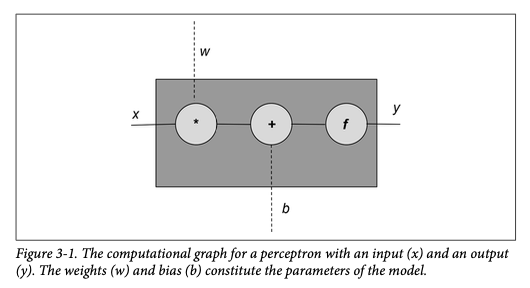 w
x
*
+
f
y
b
Figure 3-1. The computational graph for a perceptron with an input (x) and an output
(y). The weights (w) and bias (b) constitute the parameters of the model.